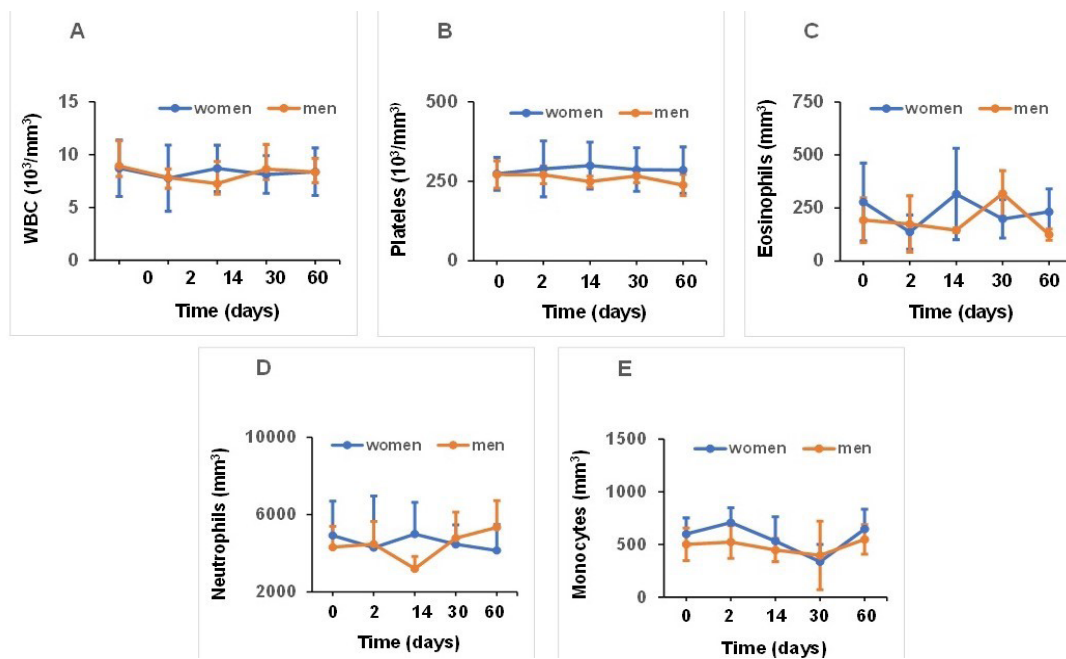 A
WBC (10³/mm³)
women men
15
10
5
0
0 2 14 30 60
Time (days)
B
Plateles (10³/mm³⁾
women men
500
250
0
0 2 14 30 60
Time (days)
C
Eosinophils (mm³)
women men
750
500
250
0
0 2 14 30 60
Time (days)
D
Neutrophils (mm³)
women men
10000
6000
2000
0 2 14 30 60
Time (days)
E
Monocytes (mm³)
women men
1500
1000
500
0
0 2 14 30 60
Time (days)